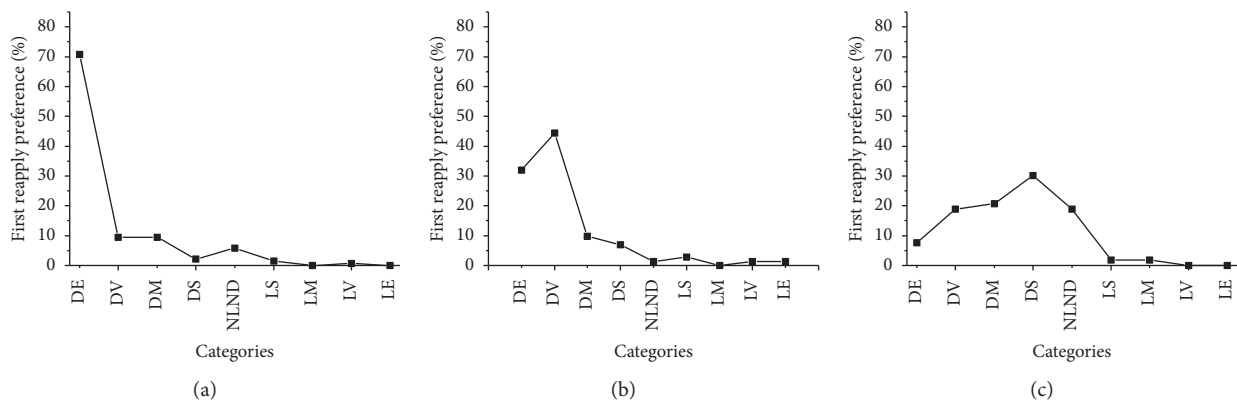 80
70
60
50
40
30
20
10
0
First reapply preference (%)
DE
DV
DM
DS
NLND
LS
LM
LV
LE
Categories
(a)
80
70
60
50
40
30
20
10
0
First reapply preference (%)
DE
DV
DM
DS
NLND
LS
LM
LV
LE
Categories
(b)
80
70
60
50
40
30
20
10
0
First reapply preference (%)
DE
DV
DM
DS
NLND
LS
LM
LV
LE
Categories
(c)